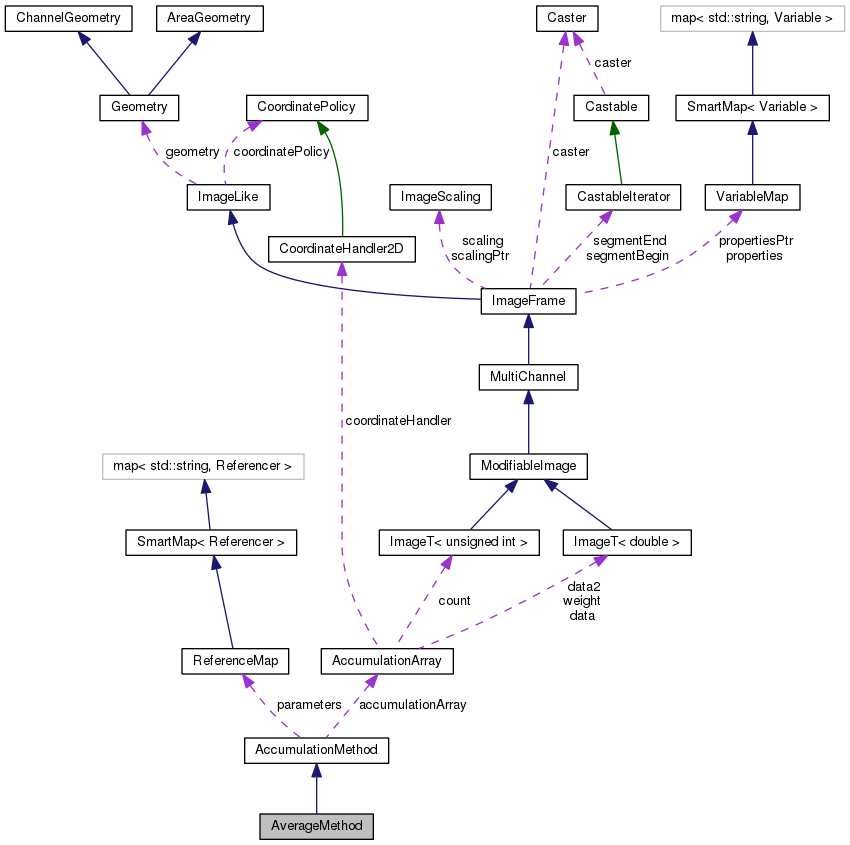 ChannelGeometry
AreaGeometry
Caster
map< std::string, Variable >
caster
Geometry
CoordinatePolicy
Castable
SmartMap< Variable >
geometry
coordinatePolicy
caster
ImageLike
ImageScaling
CastableIterator
VariableMap
CoordinateHandler2D
scaling
scalingPtr
segmentEnd
segmentBegin
propertiesPtr
properties
ImageFrame
MultiChannel
coordinateHandler
map< std::string, Referencer >
ModifiableImage
SmartMap< Referencer >
ImageT< unsigned int >
ImageT< double >
count
data2
weight
data
ReferenceMap
AccumulationArray
parameters
accumulationArray
AccumulationMethod
AverageMethod